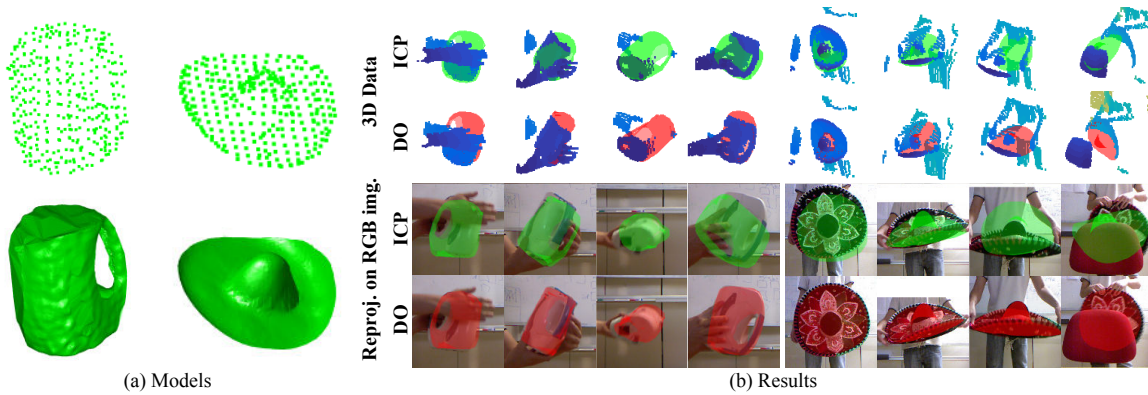 3D Data
ICP
DO
Reproj. on RGB img.
ICP
DO
(a) Models
(b) Results